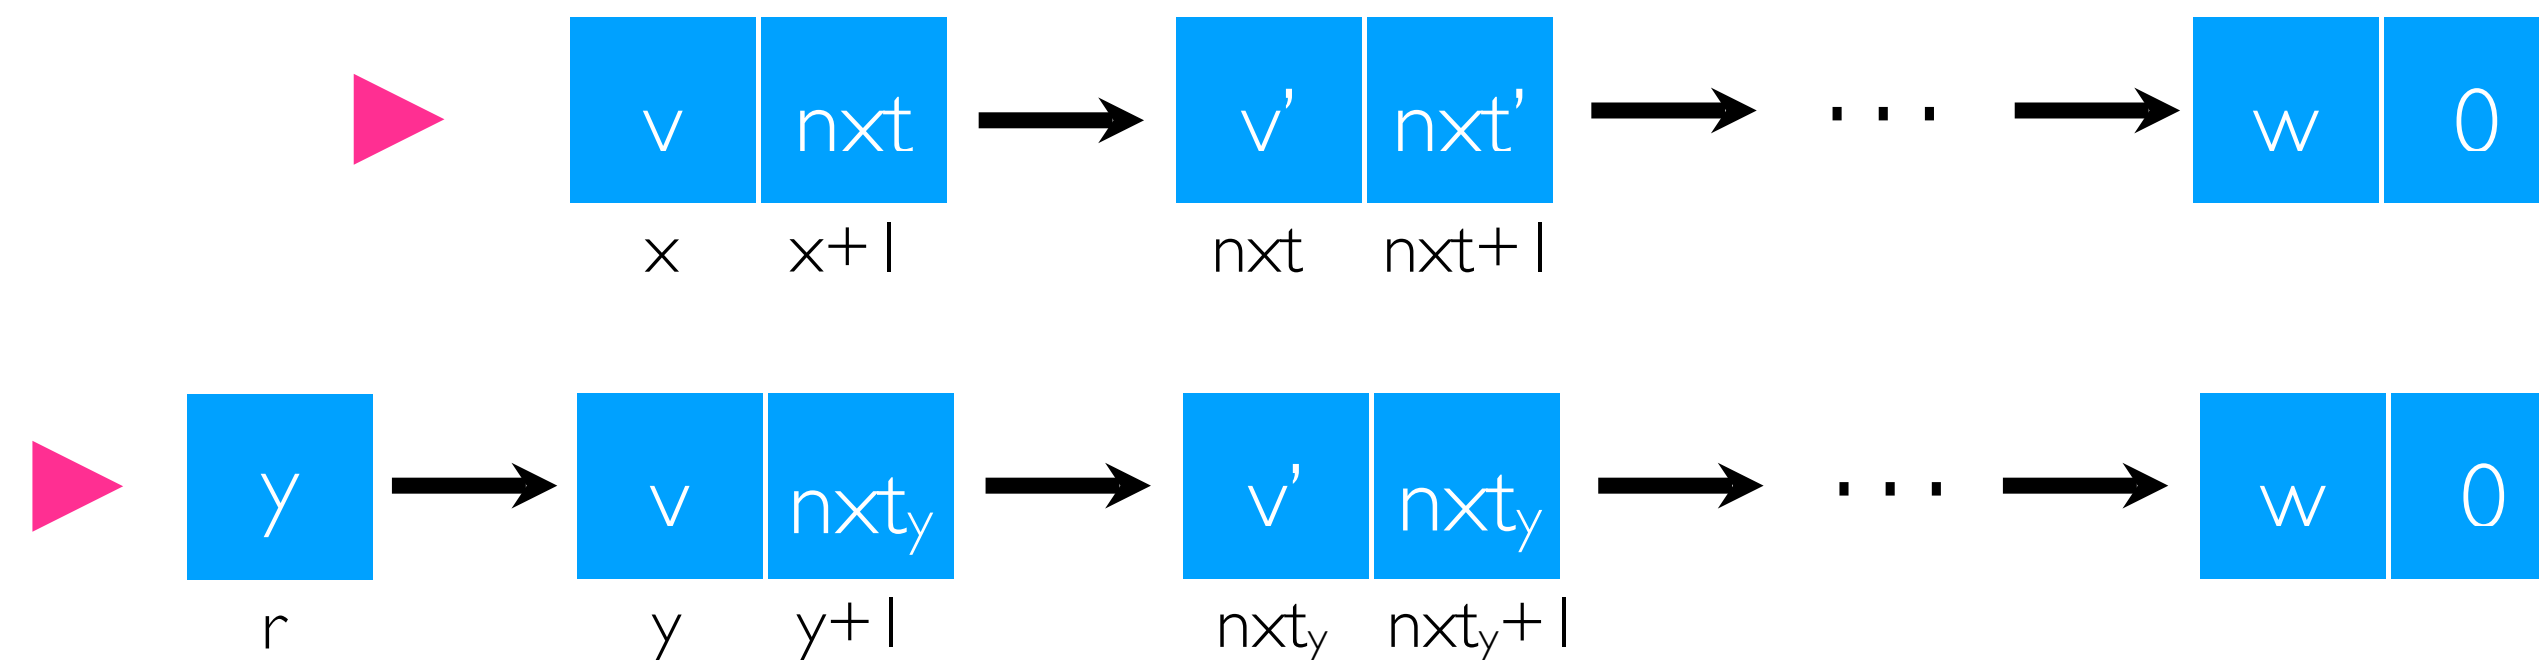 v nxt v’ nxt’ ... w 0
x x+1 nxt nxt+1
y v nxty v’ nxty ... w 0
r y y+1 nxty nxty+1